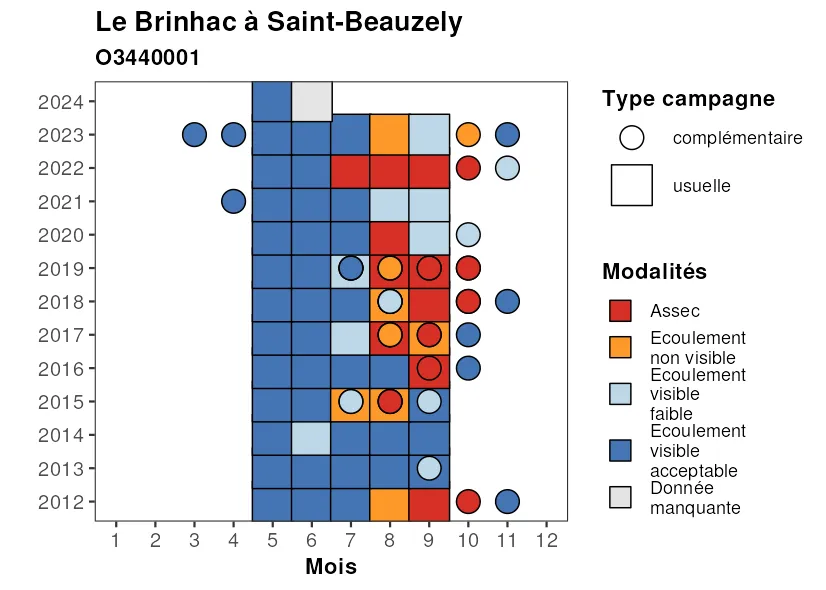 Le Brinhac à Saint-Beauzely
O3440001
2024
2023
2022
2021
2020
2019
2018
2017
2016
2015
2014
2013
2012
1 2 3 4 5 6 7 8 9 10 11 12
Mois
Type campagne
complémentaire
usuelle
Modalités
Assec
Ecoulement
non visible
Ecoulement
visible
faible
Ecoulement
visible
acceptable
Donnée
manquante